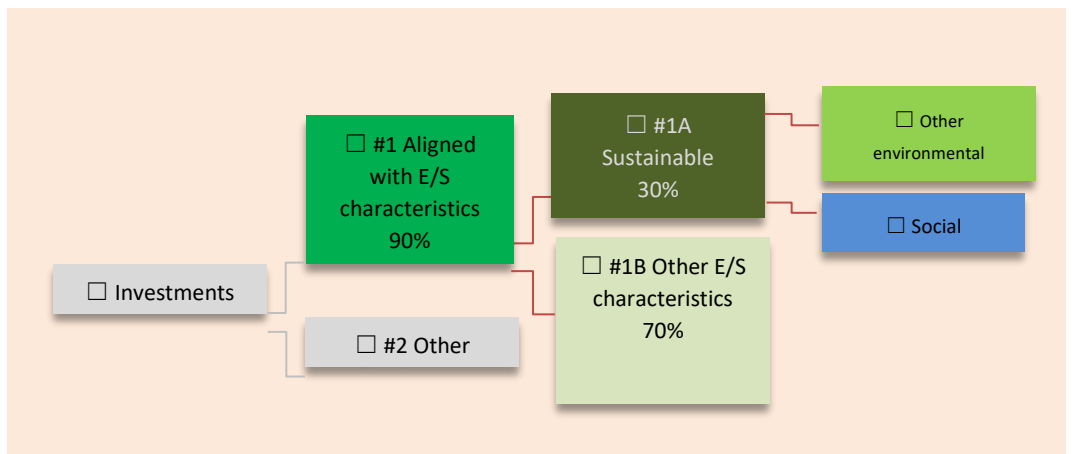 ☐ Investments
☐ #1 Aligned
with E/S
characteristics
90%
☐ #2 Other
☐ #1A
Sustainable
30%
☐ #1B Other E/S
characteristics
70%
☐ Other
environmental
☐ Social